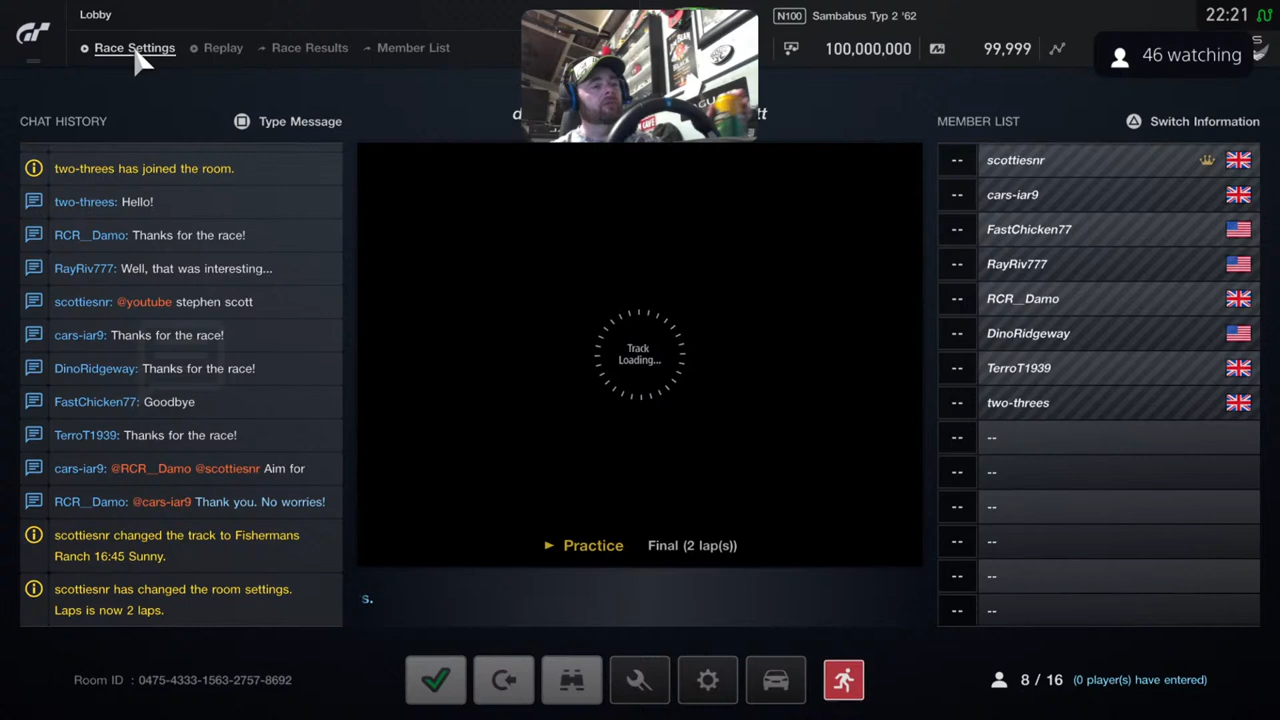 Lobby
N100 Sambabus Typ 2 '62
22:21
Race Settings Replay Race Results Member List
100,000,000 99,999
46 watching
CHAT HISTORY Type Message
MEMBER LIST Switch Information
two-threes has joined the room.
two-threes: Hello!
RCR__Damo: Thanks for the race!
RayRiv777: Well, that was interesting...
scottiesnr: @youtube stephen scott
cars-iar9: Thanks for the race!
DinoRidgeway: Thanks for the race!
FastChicken77: Goodbye
TerroT1939: Thanks for the race!
cars-iar9: @RCR__Damo @scottiesnr Aim for
RCR__Damo: @cars-iar9 Thank you. No worries!
scottiesnr changed the track to Fishermans
Ranch 16:45 Sunny.
scottiesnr has changed the room settings.
Laps is now 2 laps.
Track
Loading...
Practice Final (2 lap(s))
s.
-- scottiesnr
-- cars-iar9
-- FastChicken77
-- RayRiv777
-- RCR__Damo
-- DinoRidgeway
-- TerroT1939
-- two-threes
-- --
-- --
-- --
-- --
-- --
-- --
Room ID : 0475-4333-1563-2757-8692
8 / 16 (0 player(s) have entered)